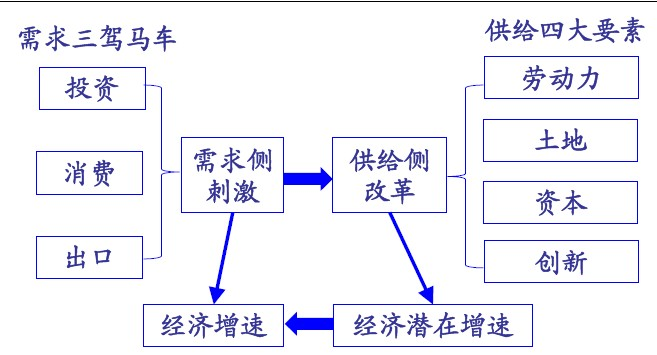 需求三驾马车
供给四大要素
投资
消费
出口
需求侧
刺激
供给侧
改革
劳动力
土地
资本
创新
经济增速
经济潜在增速